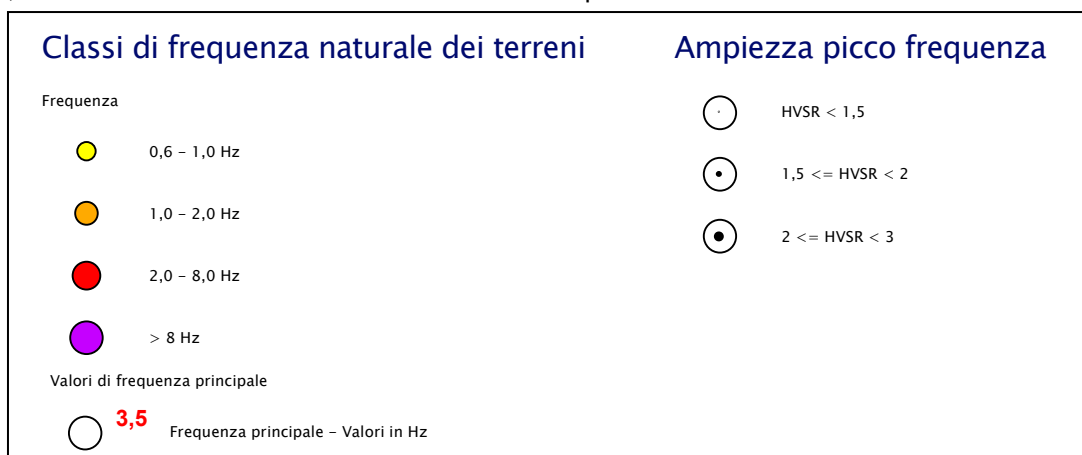 Classi di frequenza naturale dei terreni
Frequenza
0,6 – 1,0 Hz
1,0 – 2,0 Hz
2,0 – 8,0 Hz
> 8 Hz
Valori di frequenza principale
3,5
Frequenza principale – Valori in Hz
Ampiezza picco frequenza
HVSR < 1,5
1,5 <= HVSR < 2
2 <= HVSR < 3